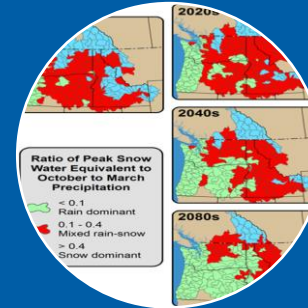 2020s
2040s
Ratio of Peak Snow
Water Equivalent to
October to March
Precipitation
< 0.1
Rain dominant
0.1 - 0.4
Mixed rain-snow
> 0.4
Snow dominant
2080s